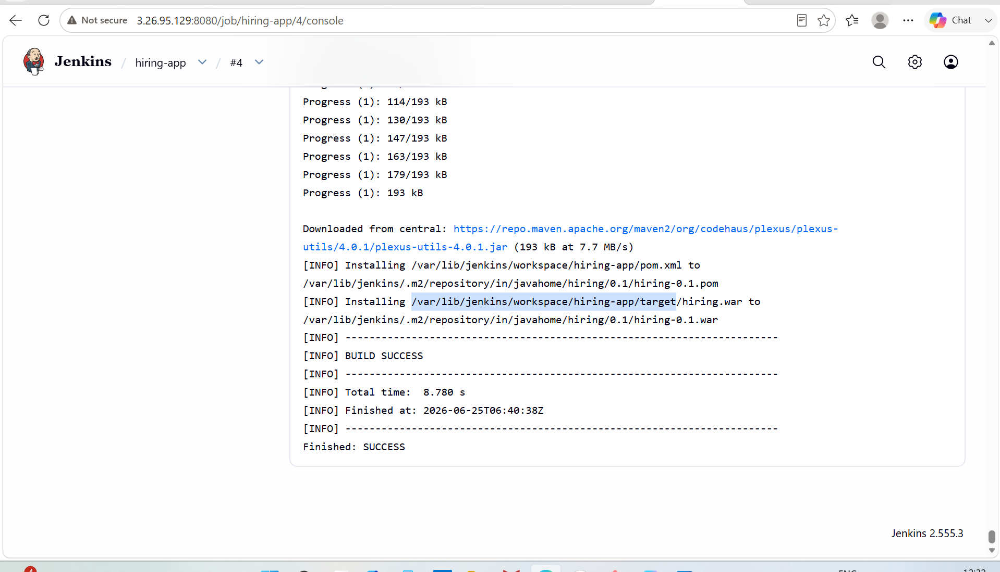 Not secure 3.26.95.129:8080/job/hiring-app/4/console Chat
Jenkins / hiring-app / #4
Progress (1): 114/193 kB
Progress (1): 130/193 kB
Progress (1): 147/193 kB
Progress (1): 163/193 kB
Progress (1): 179/193 kB
Progress (1): 193 kB
Downloaded from central: https://repo.maven.apache.org/maven2/org/codehaus/plexus/plexus-
utils/4.0.1/plexus-utils-4.0.1.jar (193 kB at 7.7 MB/s)
[INFO] Installing /var/lib/jenkins/workspace/hiring-app/pom.xml to
/var/lib/jenkins/.m2/repository/in/javahome/hiring/0.1/hiring-0.1.pom
[INFO] Installing /var/lib/jenkins/workspace/hiring-app/target/hiring.war to
/var/lib/jenkins/.m2/repository/in/javahome/hiring/0.1/hiring-0.1.war
[INFO] ------------------------------------------------------------------------
[INFO] BUILD SUCCESS
[INFO] ------------------------------------------------------------------------
[INFO] Total time:  8.780 s
[INFO] Finished at: 2026-06-25T06:40:38Z
[INFO] ------------------------------------------------------------------------
Finished: SUCCESS
Jenkins 2.555.3